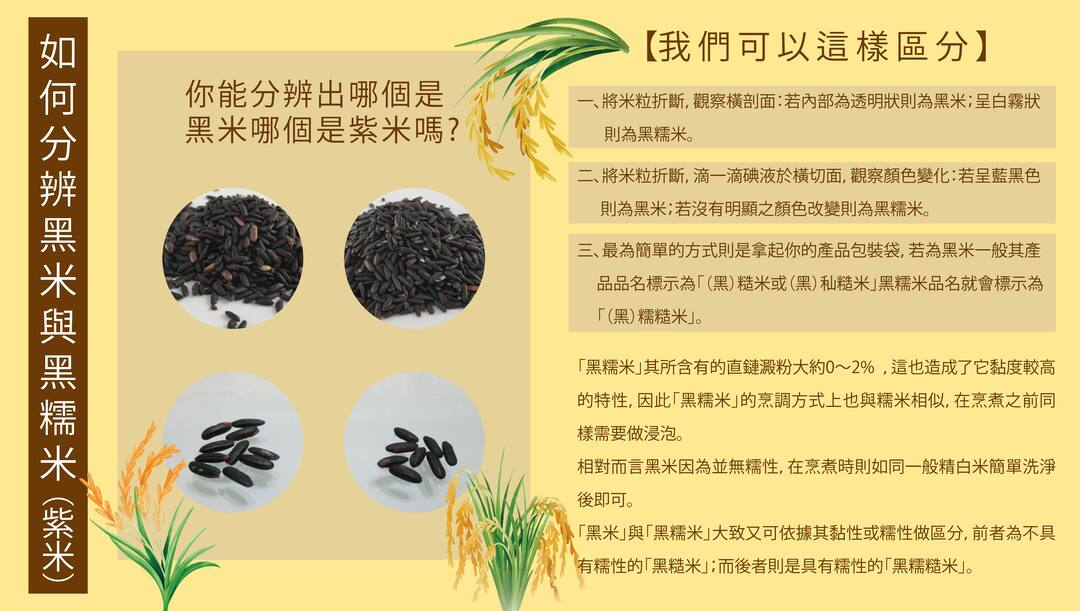 如何分辨黑米與黑糯米(紫米)
你能分辨出哪個是
黑米哪個是紫米嗎?
【我們可以這樣區分】
一、將米粒折斷,觀察橫剖面:若內部為透明狀則為黑米;呈白霧狀
則為黑糯米。
二、將米粒折斷,滴一滴碘液於橫切面,觀察顏色變化:若呈藍黑色
則為黑米;若沒有明顯之顏色改變則為黑糯米。
三、最為簡單的方式則是拿起你的產品包裝袋,若為黑米一般其產
品品名標示為「(黑)糙米或(黑)秈糙米」黑糯米品名就會標示為
「(黑)糯糙米」。
「黑糯米」其所含有的直鏈澱粉大約0～2% ,這也造成了它黏度較高
的特性,因此「黑糯米」的烹調方式上也與糯米相似,在烹煮之前同
樣需要做浸泡。
相對而言黑米因為並無糯性,在烹煮時則如同一般精白米簡單洗淨
後即可。
「黑米」與「黑糯米」大致又可依據其黏性或糯性做區分,前者為不具
有糯性的「黑糙米」;而後者則是具有糯性的「黑糯糙米」。